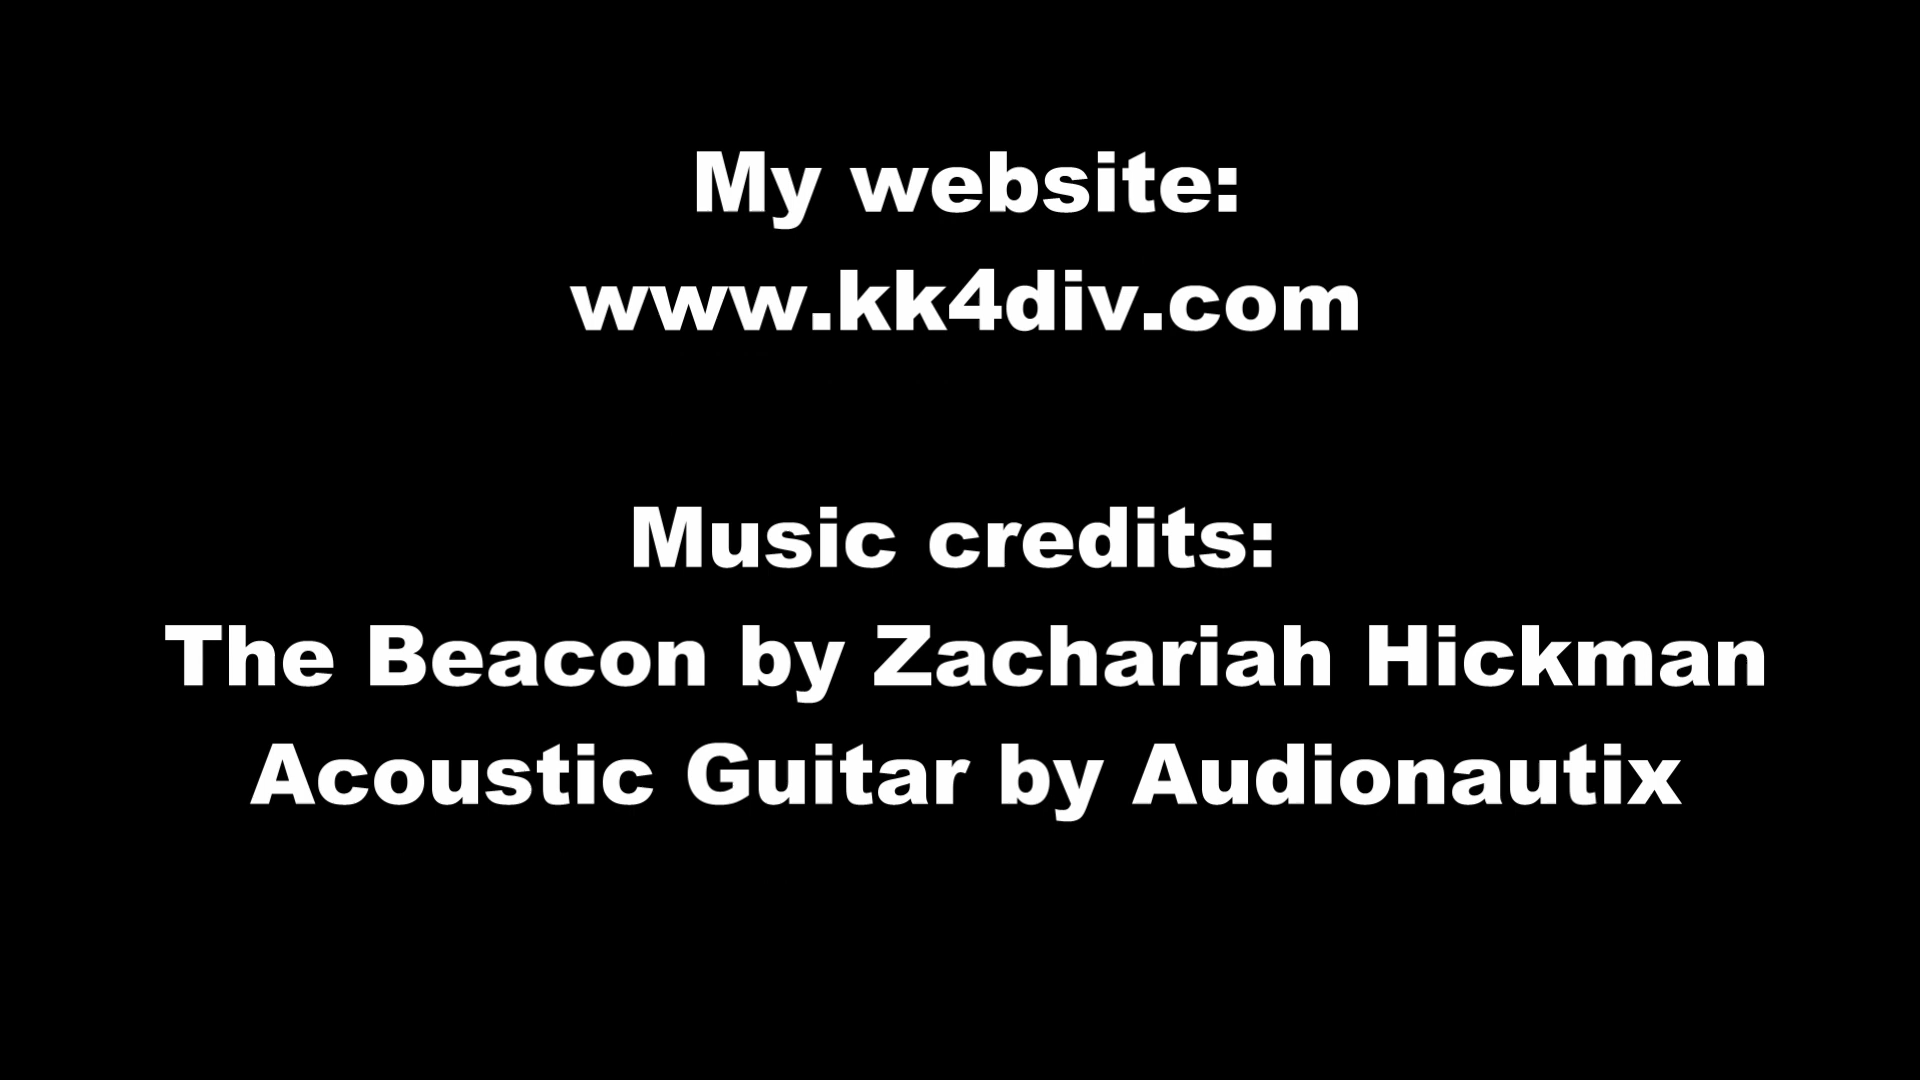 My website:
www.kk4div.com
Music credits:
The Beacon by Zachariah Hickman
Acoustic Guitar by Audionautix